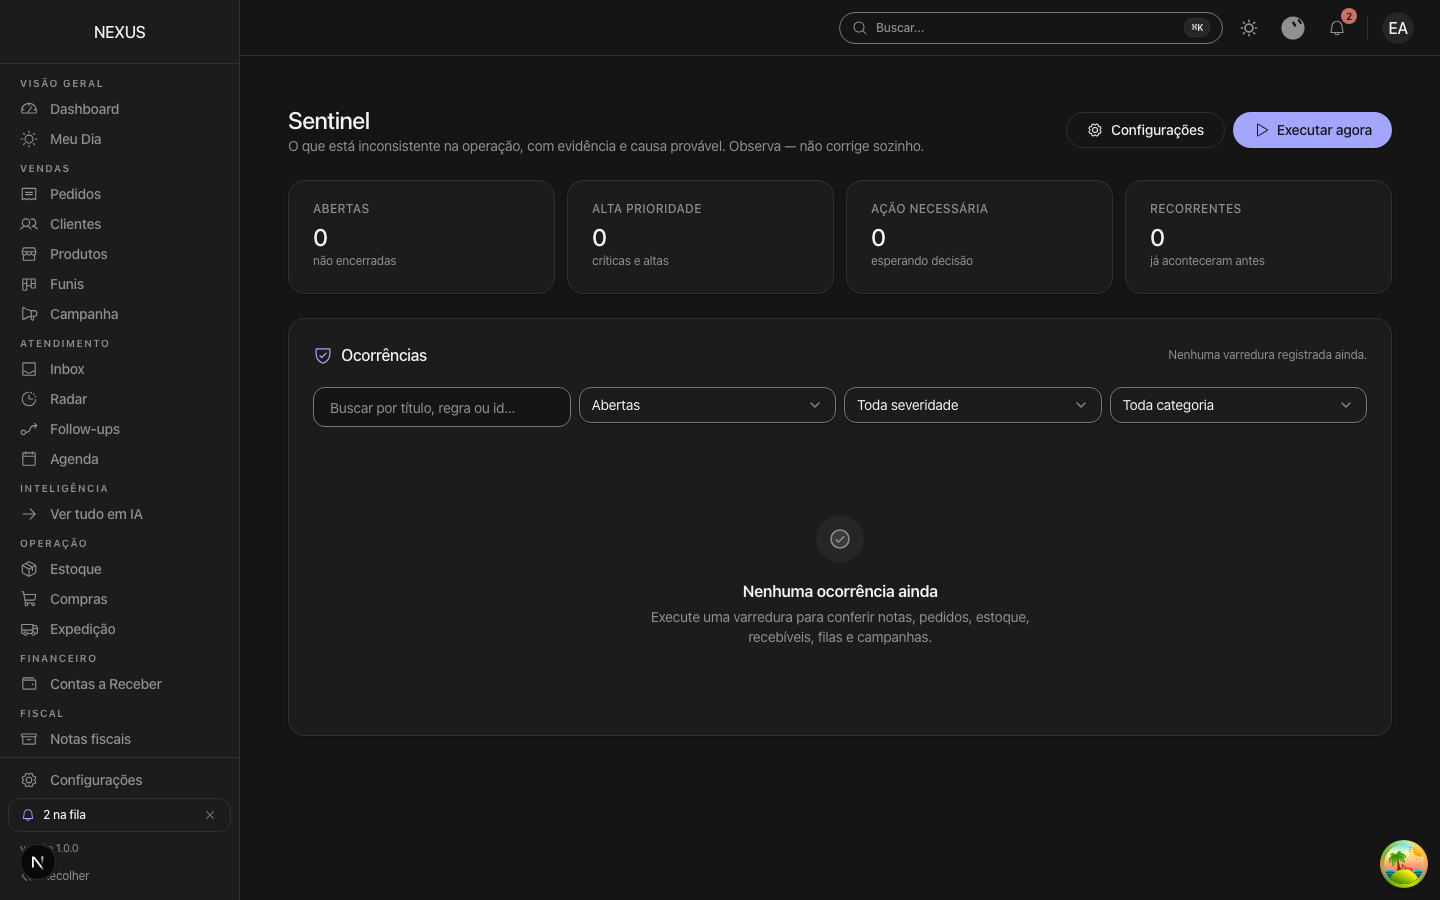 NEXUS
VISÃO GERAL
Dashboard
Meu Dia
VENDAS
Pedidos
Clientes
Produtos
Funis
Campanha
ATENDIMENTO
Inbox
Radar
Follow-ups
Agenda
INTELIGÊNCIA
Ver tudo em IA
OPERAÇÃO
Estoque
Compras
Expedição
FINANCEIRO
Contas a Receber
FISCAL
Notas fiscais
Configurações
2 na fila
1.0.0
N
Buscar...
⌘K
2
EA
Sentinel
O que está inconsistente na operação, com evidência e causa provável. Observa — não corrige sozinho.
Configurações
Executar agora
ABERTAS
0
não encerradas
ALTA PRIORIDADE
0
críticas e altas
AÇÃO NECESSÁRIA
0
esperando decisão
RECORRENTES
0
já aconteceram antes
Ocorrências
Nenhuma varredura registrada ainda.
Buscar por título, regra ou id...
Abertas
Toda severidade
Toda categoria
Nenhuma ocorrência ainda
Execute uma varredura para conferir notas, pedidos, estoque,
recebíveis, filas e campanhas.